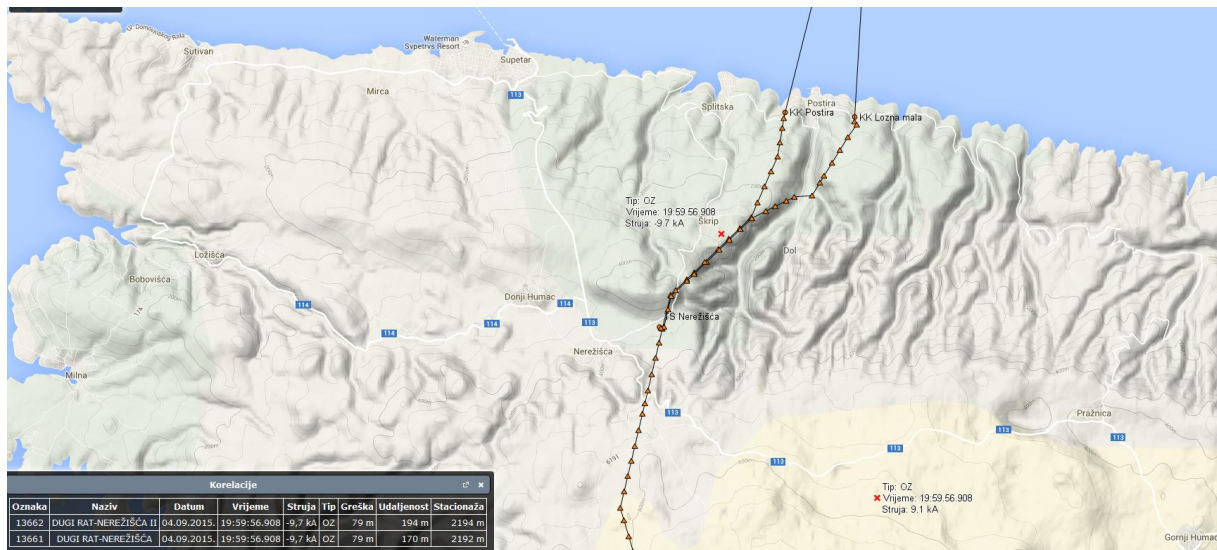 Ul. Domovinskog Rata
Sutivan
Waterman
Svpetrvs Resort
Supetar
113
Mirca
Splitska
Postira
KK Postira
KK Lozna mala
Tip: OZ
Vrijeme: 19:59:56.908
Struja: -9.7 kA
Škrip
Dol
Ložišća
Bobovišća
114
114
Donji Humac
114
114
113
TS Nerežišća
Nerežišća
Milna
113
Pražnica
113
113
113
Tip: OZ
Vrijeme: 19:59:56.908
Struja: 9.1 kA
Gornji Humac
Korelacije
Oznaka Naziv Datum Vrijeme Struja Tip Greška Udaljenost Stacionaža
13662 DUGI RAT-NEREŽIŠĆA II 04.09.2015. 19:59:56.908 -9,7 kA OZ 79 m 194 m 2194 m
13661 DUGI RAT-NEREŽIŠĆA 04.09.2015. 19:59:56.908 -9,7 kA OZ 79 m 170 m 2192 m